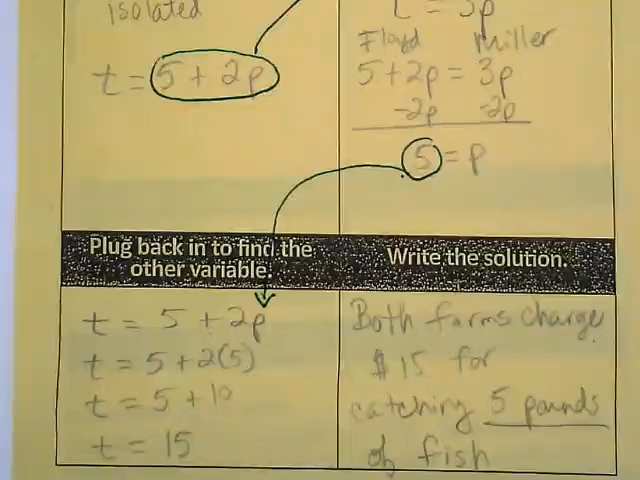 isolated
t = 5 + 2p
t = 3p
Floyd Miller
5+2p = 3p
-2p -2p
5 = p
Plug back in to find the
other variable.
t = 5 + 2p
t = 5 + 2(5)
t = 5 + 10
t = 15
Write the solution.
Both farms charge
$15 for
catching 5 pounds
of fish